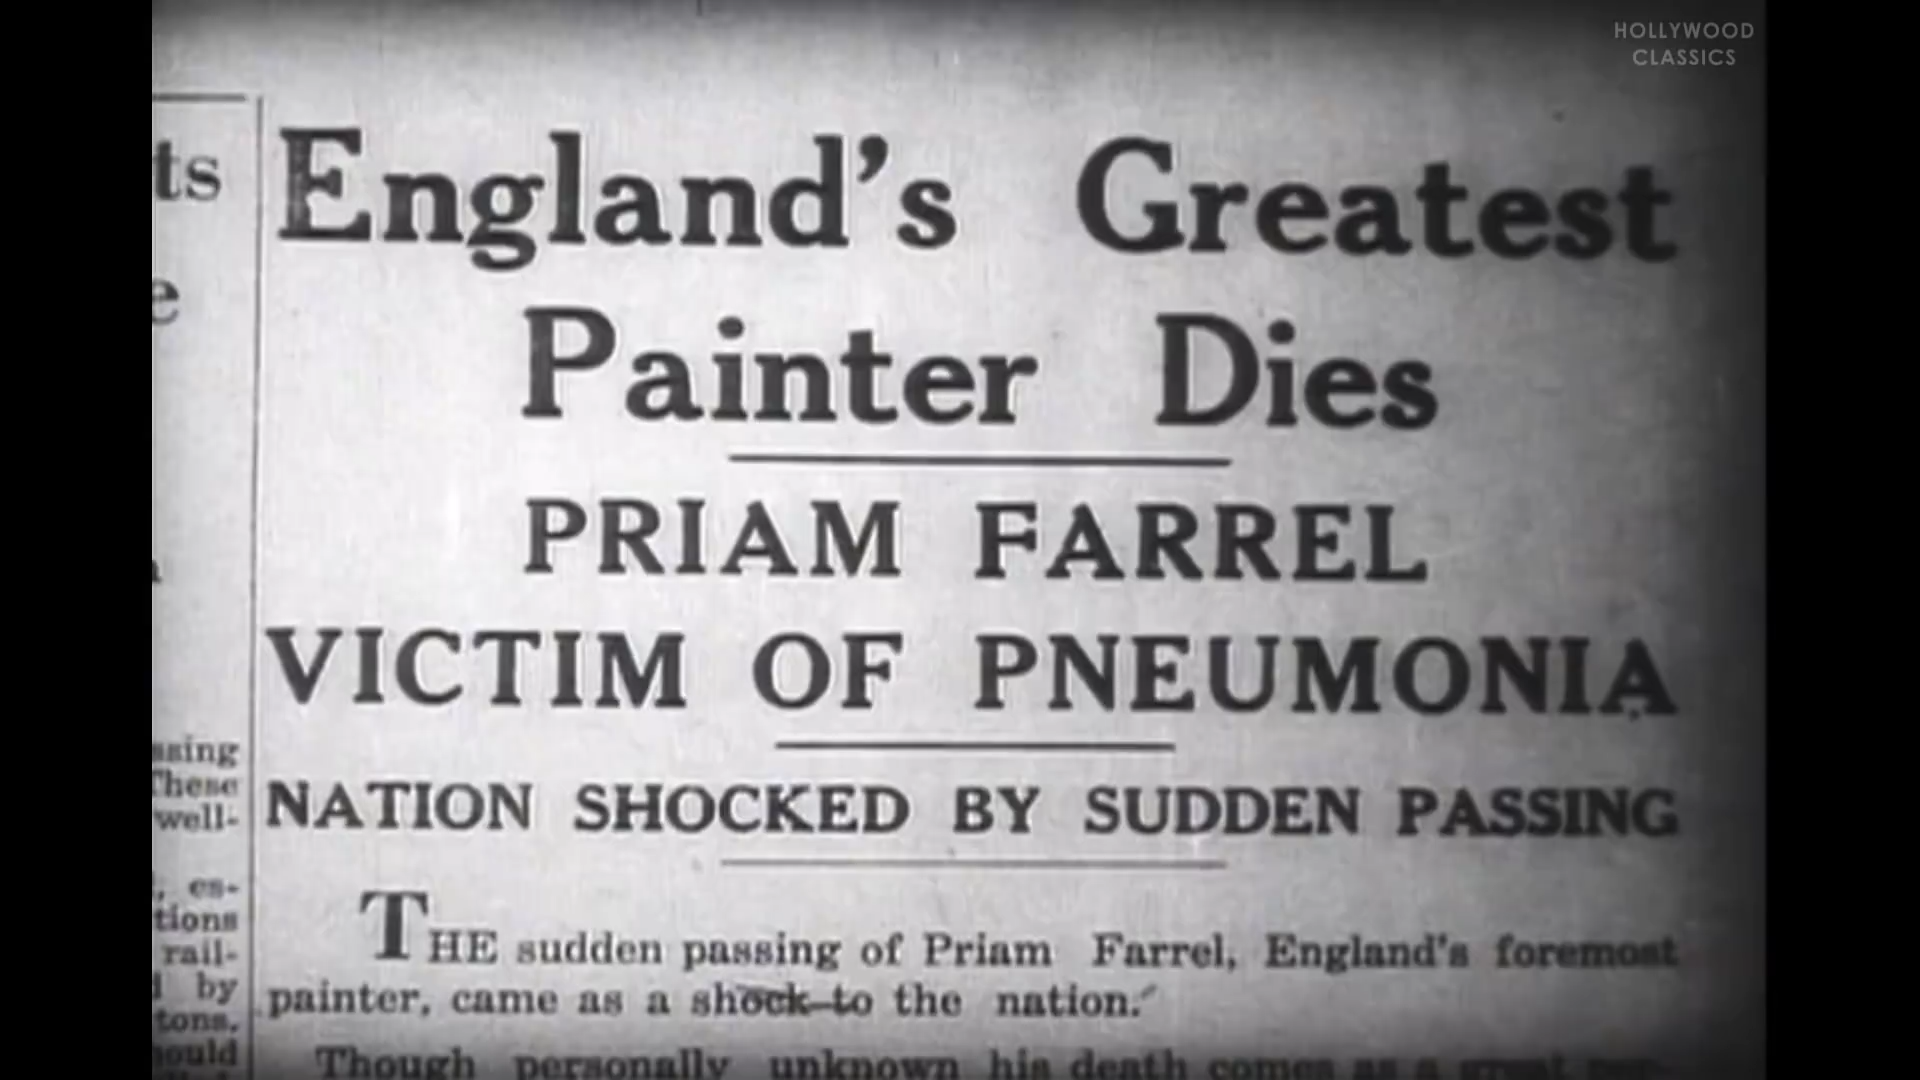 HOLLYWOOD
CLASSICS
ts
e
ssing
These
well-
, es-
tions
rail-
by
tons.
ould
England's Greatest
Painter Dies
PRIAM FARREL
VICTIM OF PNEUMONIA
NATION SHOCKED BY SUDDEN PASSING
THE sudden passing of Priam Farrel, England's foremost
painter, came as a shock to the nation.
Though personally unknown his death comes as a great